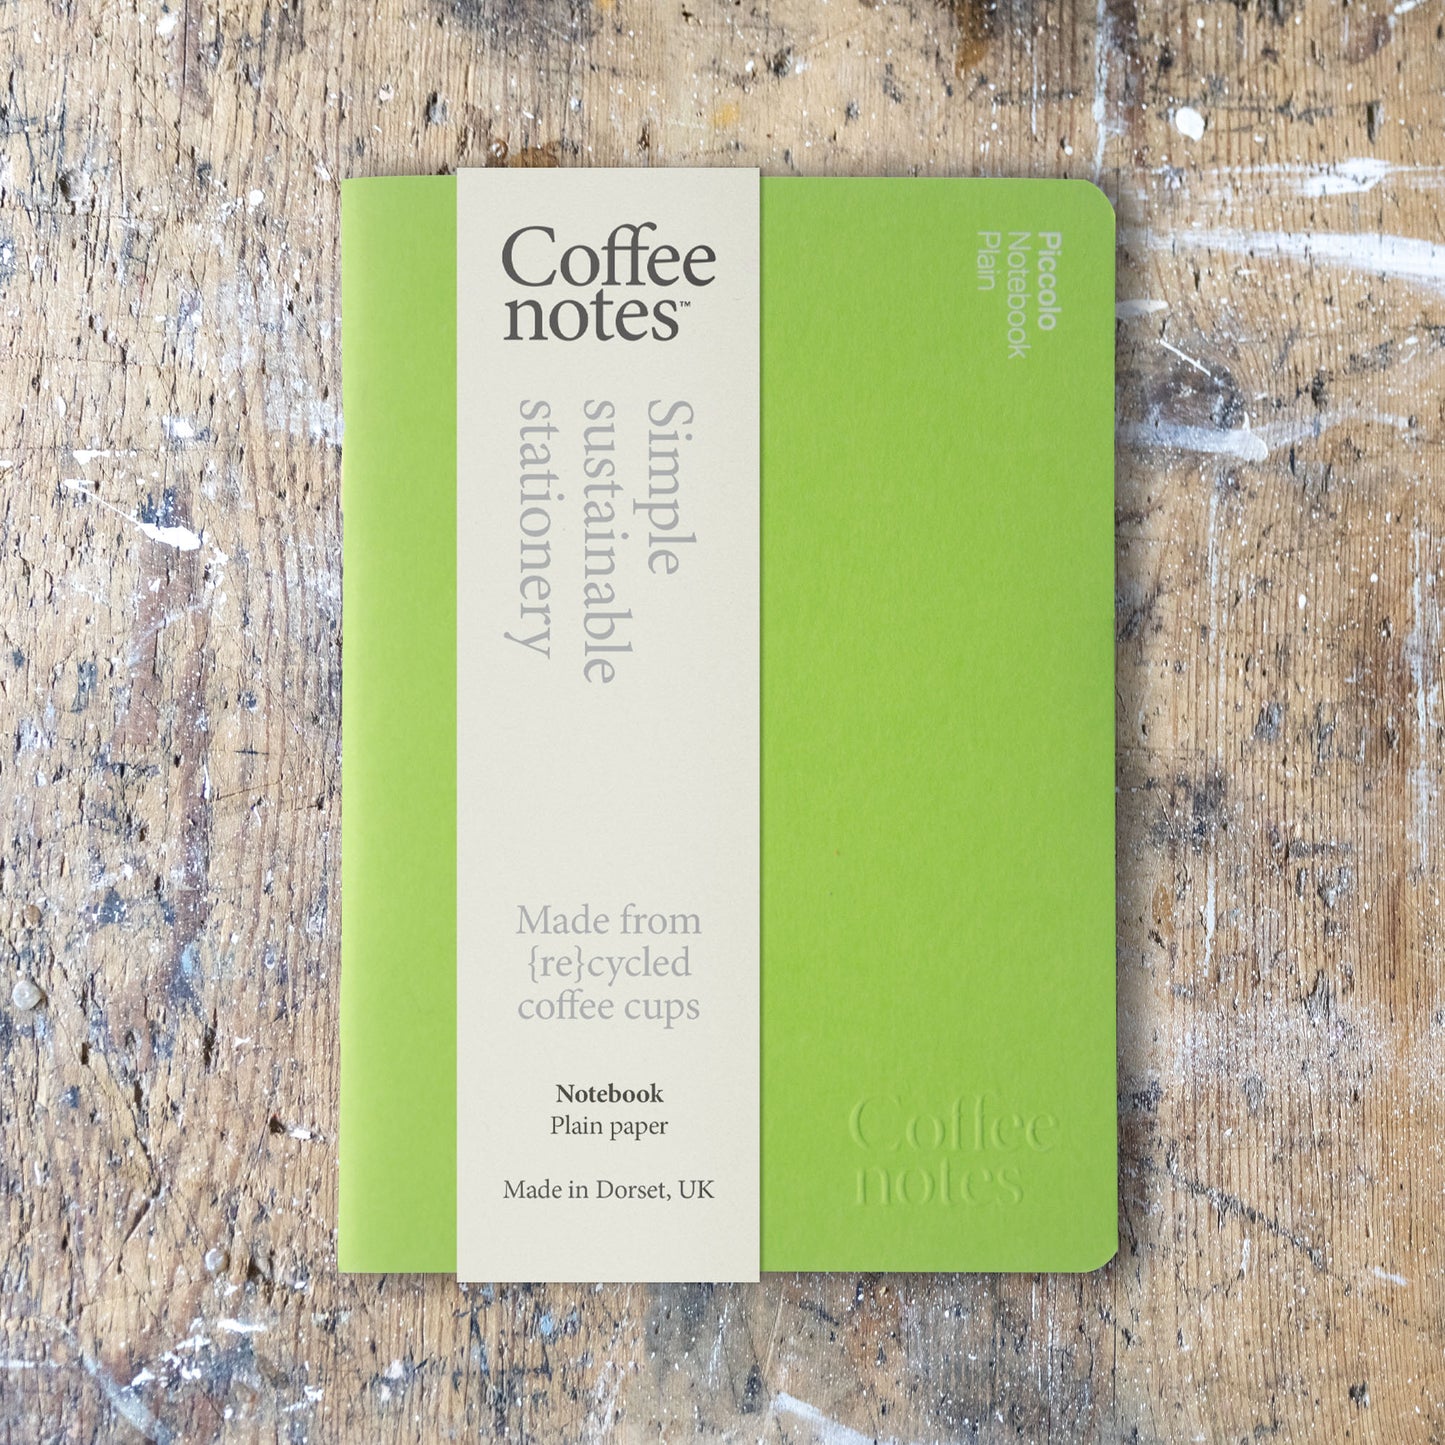 Coffee
notes™
Simple
sustainable
stationery
Made from
{re}cycled
coffee cups
Notebook
Plain paper
Made in Dorset, UK
Piccolo
Notebook
Plain
Coffee
notes